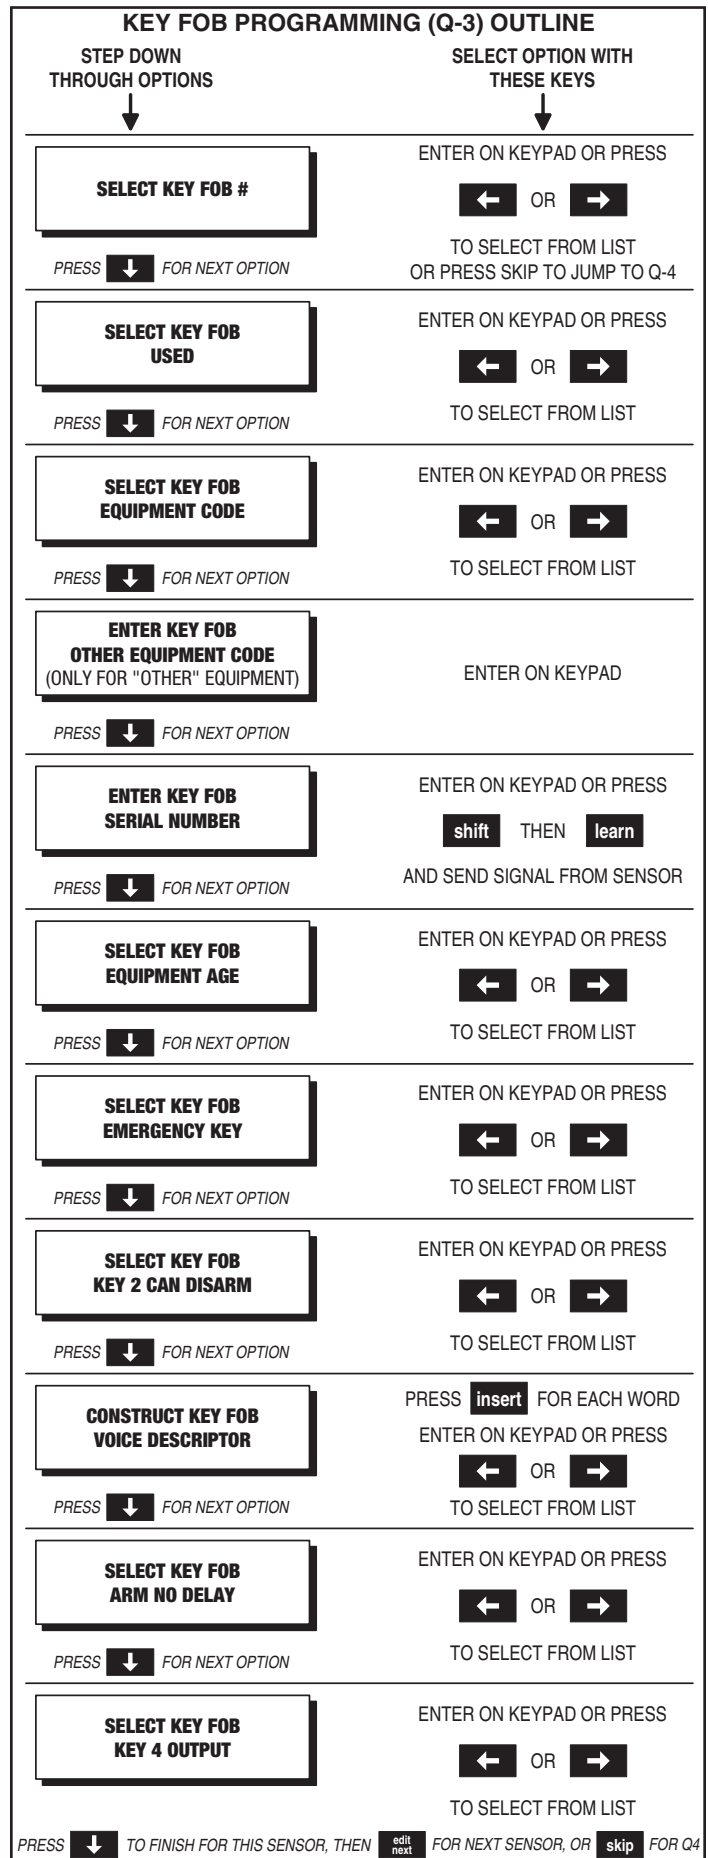 KEY FOB PROGRAMMING (Q-3) OUTLINE
STEP DOWN
THROUGH OPTIONS
SELECT OPTION WITH
THESE KEYS
SELECT KEY FOB #
PRESS ↓ FOR NEXT OPTION
ENTER ON KEYPAD OR PRESS
← OR →
TO SELECT FROM LIST
OR PRESS SKIP TO JUMP TO Q-4
SELECT KEY FOB
USED
PRESS ↓ FOR NEXT OPTION
ENTER ON KEYPAD OR PRESS
← OR →
TO SELECT FROM LIST
SELECT KEY FOB
EQUIPMENT CODE
PRESS ↓ FOR NEXT OPTION
ENTER ON KEYPAD OR PRESS
← OR →
TO SELECT FROM LIST
ENTER KEY FOB
OTHER EQUIPMENT CODE
(ONLY FOR "OTHER" EQUIPMENT)
PRESS ↓ FOR NEXT OPTION
ENTER ON KEYPAD
ENTER KEY FOB
SERIAL NUMBER
PRESS ↓ FOR NEXT OPTION
ENTER ON KEYPAD OR PRESS
shift THEN learn
AND SEND SIGNAL FROM SENSOR
SELECT KEY FOB
EQUIPMENT AGE
PRESS ↓ FOR NEXT OPTION
ENTER ON KEYPAD OR PRESS
← OR →
TO SELECT FROM LIST
SELECT KEY FOB
EMERGENCY KEY
PRESS ↓ FOR NEXT OPTION
ENTER ON KEYPAD OR PRESS
← OR →
TO SELECT FROM LIST
SELECT KEY FOB
KEY 2 CAN DISARM
PRESS ↓ FOR NEXT OPTION
ENTER ON KEYPAD OR PRESS
← OR →
TO SELECT FROM LIST
CONSTRUCT KEY FOB
VOICE DESCRIPTOR
PRESS ↓ FOR NEXT OPTION
PRESS insert FOR EACH WORD
ENTER ON KEYPAD OR PRESS
← OR →
TO SELECT FROM LIST
SELECT KEY FOB
ARM NO DELAY
PRESS ↓ FOR NEXT OPTION
ENTER ON KEYPAD OR PRESS
← OR →
TO SELECT FROM LIST
SELECT KEY FOB
KEY 4 OUTPUT
ENTER ON KEYPAD OR PRESS
← OR →
TO SELECT FROM LIST
PRESS ↓ TO FINISH FOR THIS SENSOR, THEN edit next FOR NEXT SENSOR, OR skip FOR Q4